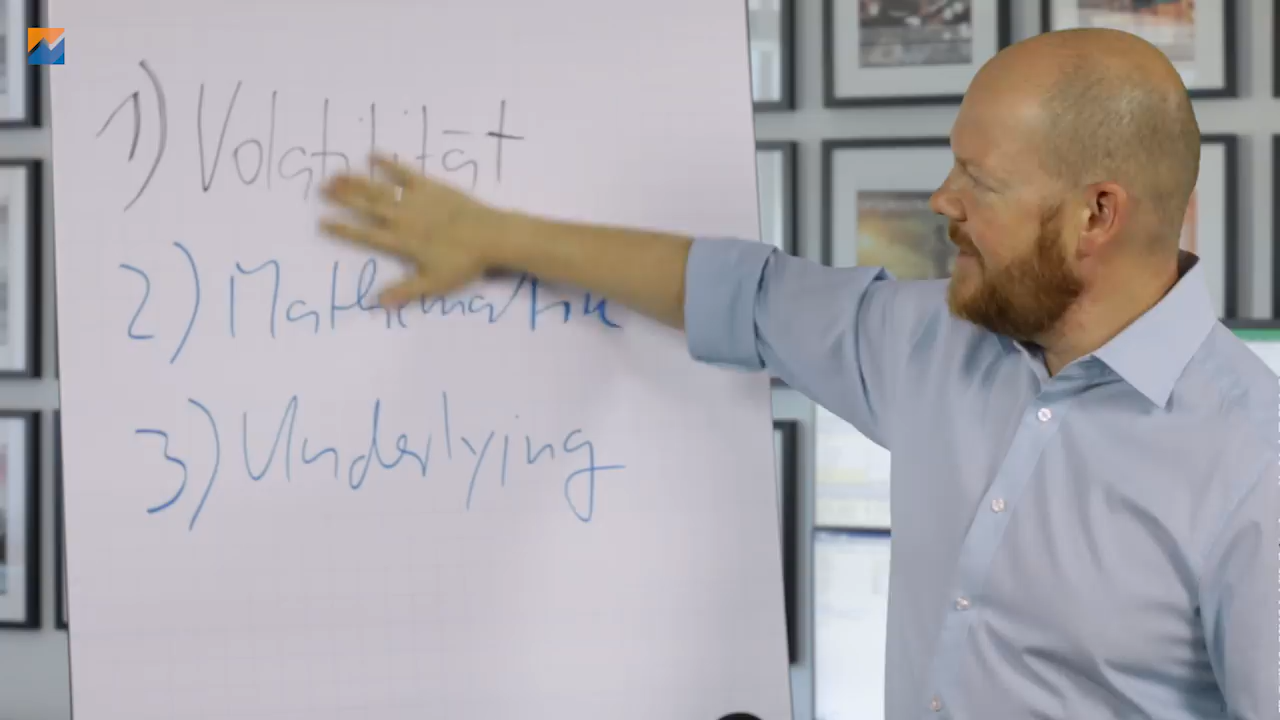 1) Volatilität
2) Mathematik
3) Underlying